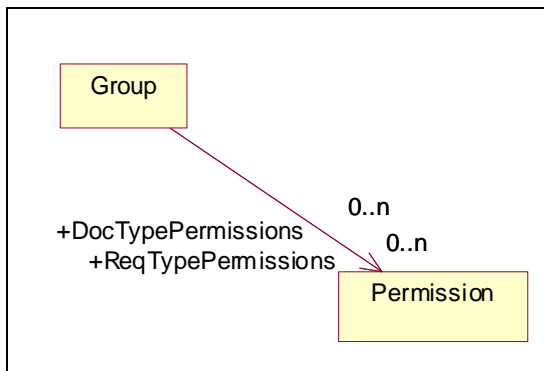 Group
0..n
+DocTypePermissions
0..n
+ReqTypePermissions
Permission